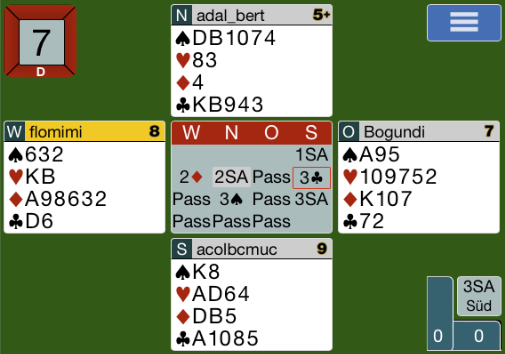 7
D
N adal_bert 5+
♠DB1074
♥83
♦4
♣KB943
W flomimi 8
♠632
♥KB
♦A98632
♣D6
W N O S
1SA
2♦ 2SA Pass 3♣
Pass 3♠ Pass 3SA
Pass Pass Pass
O Bogundi 7
♠A95
♥109752
♦K107
♣72
S acolbcmuc 9
♠K8
♥AD64
♦DB5
♣A1085
3SA
Süd
0 0